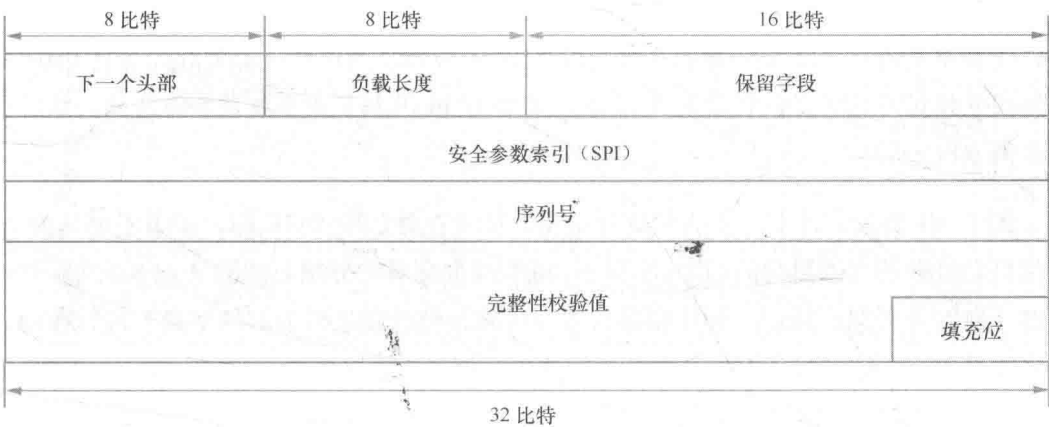 8 比特 8 比特 16 比特
下一个头部 负载长度 保留字段
安全参数索引（SPI）
序列号
完整性校验值
填充位
32 比特